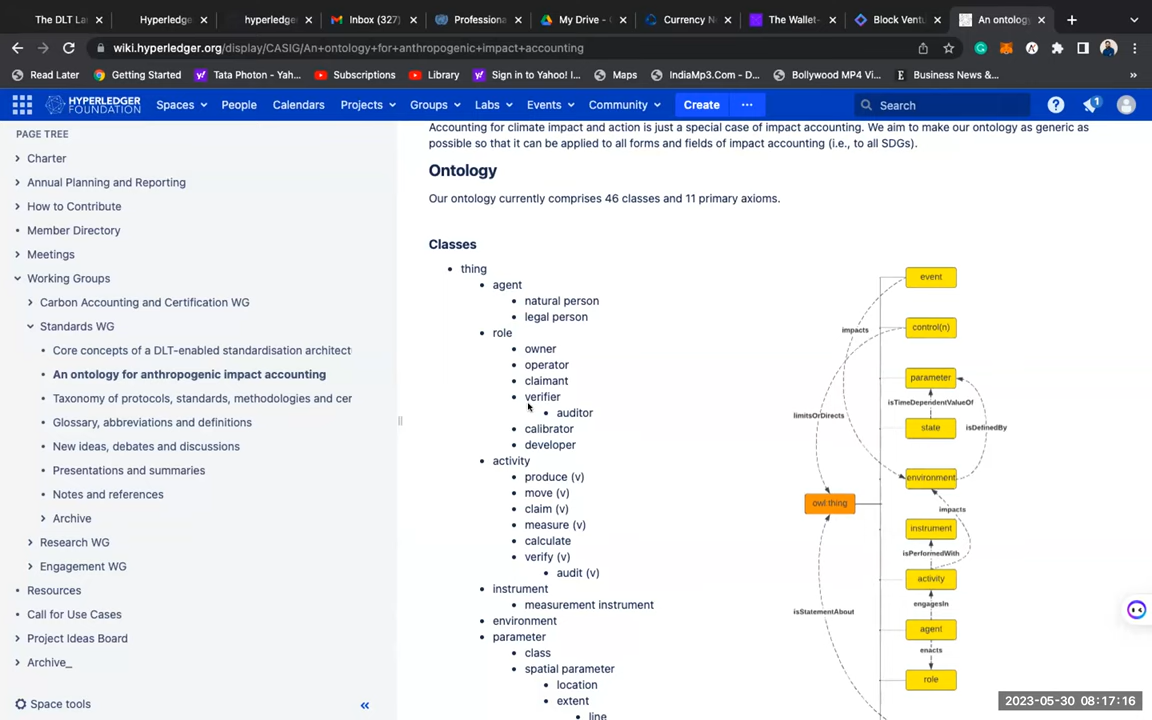 The DLT La
Hyperledge
hyperledger
Inbox (327)
Professiona
My Drive - G
Currency N
The Wallet-
Block Ventu
An ontology
wiki.hyperledger.org/display/CASIG/An+ontology+for+anthropogenic+impact+accounting
Read Later
Getting Started
Tata Photon - Yah...
Subscriptions
Library
Sign in to Yahoo! I...
Maps
IndiaMp3.Com – D...
Bollywood MP4 Vi...
Business News &...
HYPERLEDGER FOUNDATION
Spaces
People
Calendars
Projects
Groups
Labs
Events
Community
Create
Search
1
PAGE TREE
Charter
Annual Planning and Reporting
How to Contribute
Member Directory
Meetings
Working Groups
Carbon Accounting and Certification WG
Standards WG
Core concepts of a DLT-enabled standardisation architect
An ontology for anthropogenic impact accounting
Taxonomy of protocols, standards, methodologies and cer
Glossary, abbreviations and definitions
New ideas, debates and discussions
Presentations and summaries
Notes and references
Archive
Research WG
Engagement WG
Resources
Call for Use Cases
Project Ideas Board
Archive_
Space tools
Accounting for climate impact and action is just a special case of impact accounting. We aim to make our ontology as generic as
possible so that it can be applied to all forms and fields of impact accounting (i.e., to all SDGs).
Ontology
Our ontology currently comprises 46 classes and 11 primary axioms.
Classes
thing
agent
natural person
legal person
role
owner
operator
claimant
verifier
auditor
calibrator
developer
activity
produce (v)
move (v)
claim (v)
measure (v)
calculate
verify (v)
audit (v)
instrument
measurement instrument
environment
parameter
class
spatial parameter
location
extent
line
event
impacts
control(n)
parameter
isTimeDependentValueOf
limitsOrDirects
state
isDefinedBy
environment
owl:thing
impacts
instrument
isPerformedWith
activity
engagesIn
isStatementAbout
agent
enacts
role
2023-05-30 08:17:16